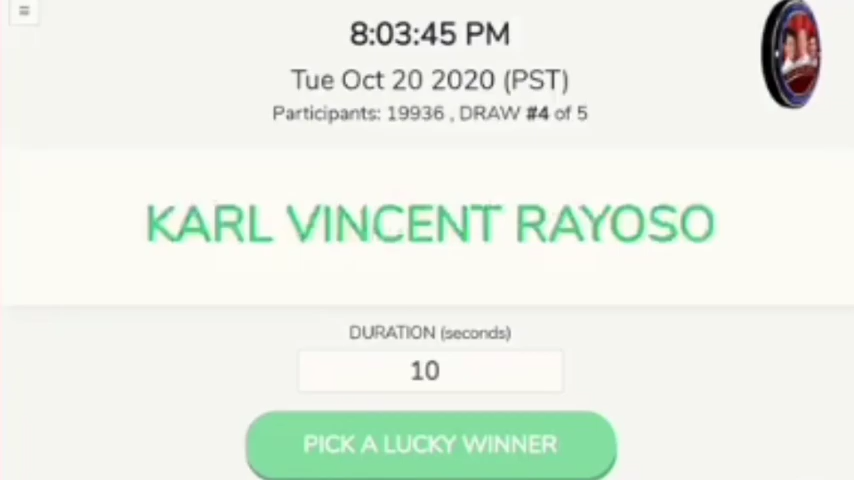 8:03:45 PM
Tue Oct 20 2020 (PST)
Participants: 19936 , DRAW #4 of 5
KARL VINCENT RAYOSO
DURATION (seconds)
10
PICK A LUCKY WINNER